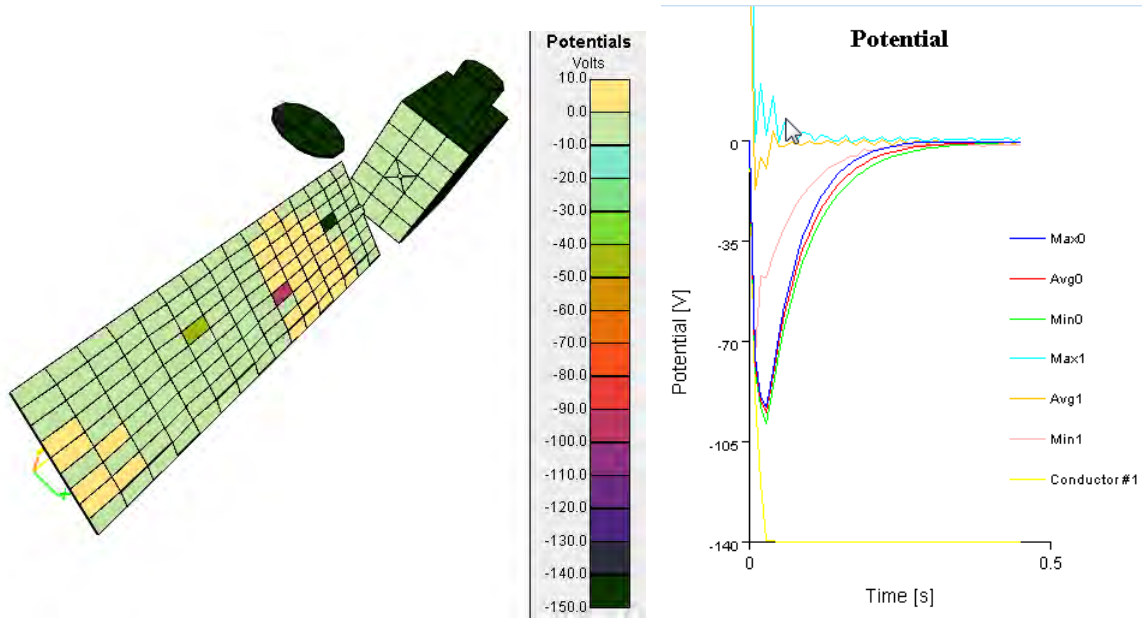 Potentials
Volts
10.0
0.0
-10.0
-20.0
-30.0
-40.0
-50.0
-60.0
-70.0
-80.0
-90.0
-100.0
-110.0
-120.0
-130.0
-140.0
-150.0
Potential
Potential [V]
0
-35
-70
-105
-140
0
0.5
Time [s]
Max0
Avg0
Min0
Max1
Avg1
Min1
Conductor #1